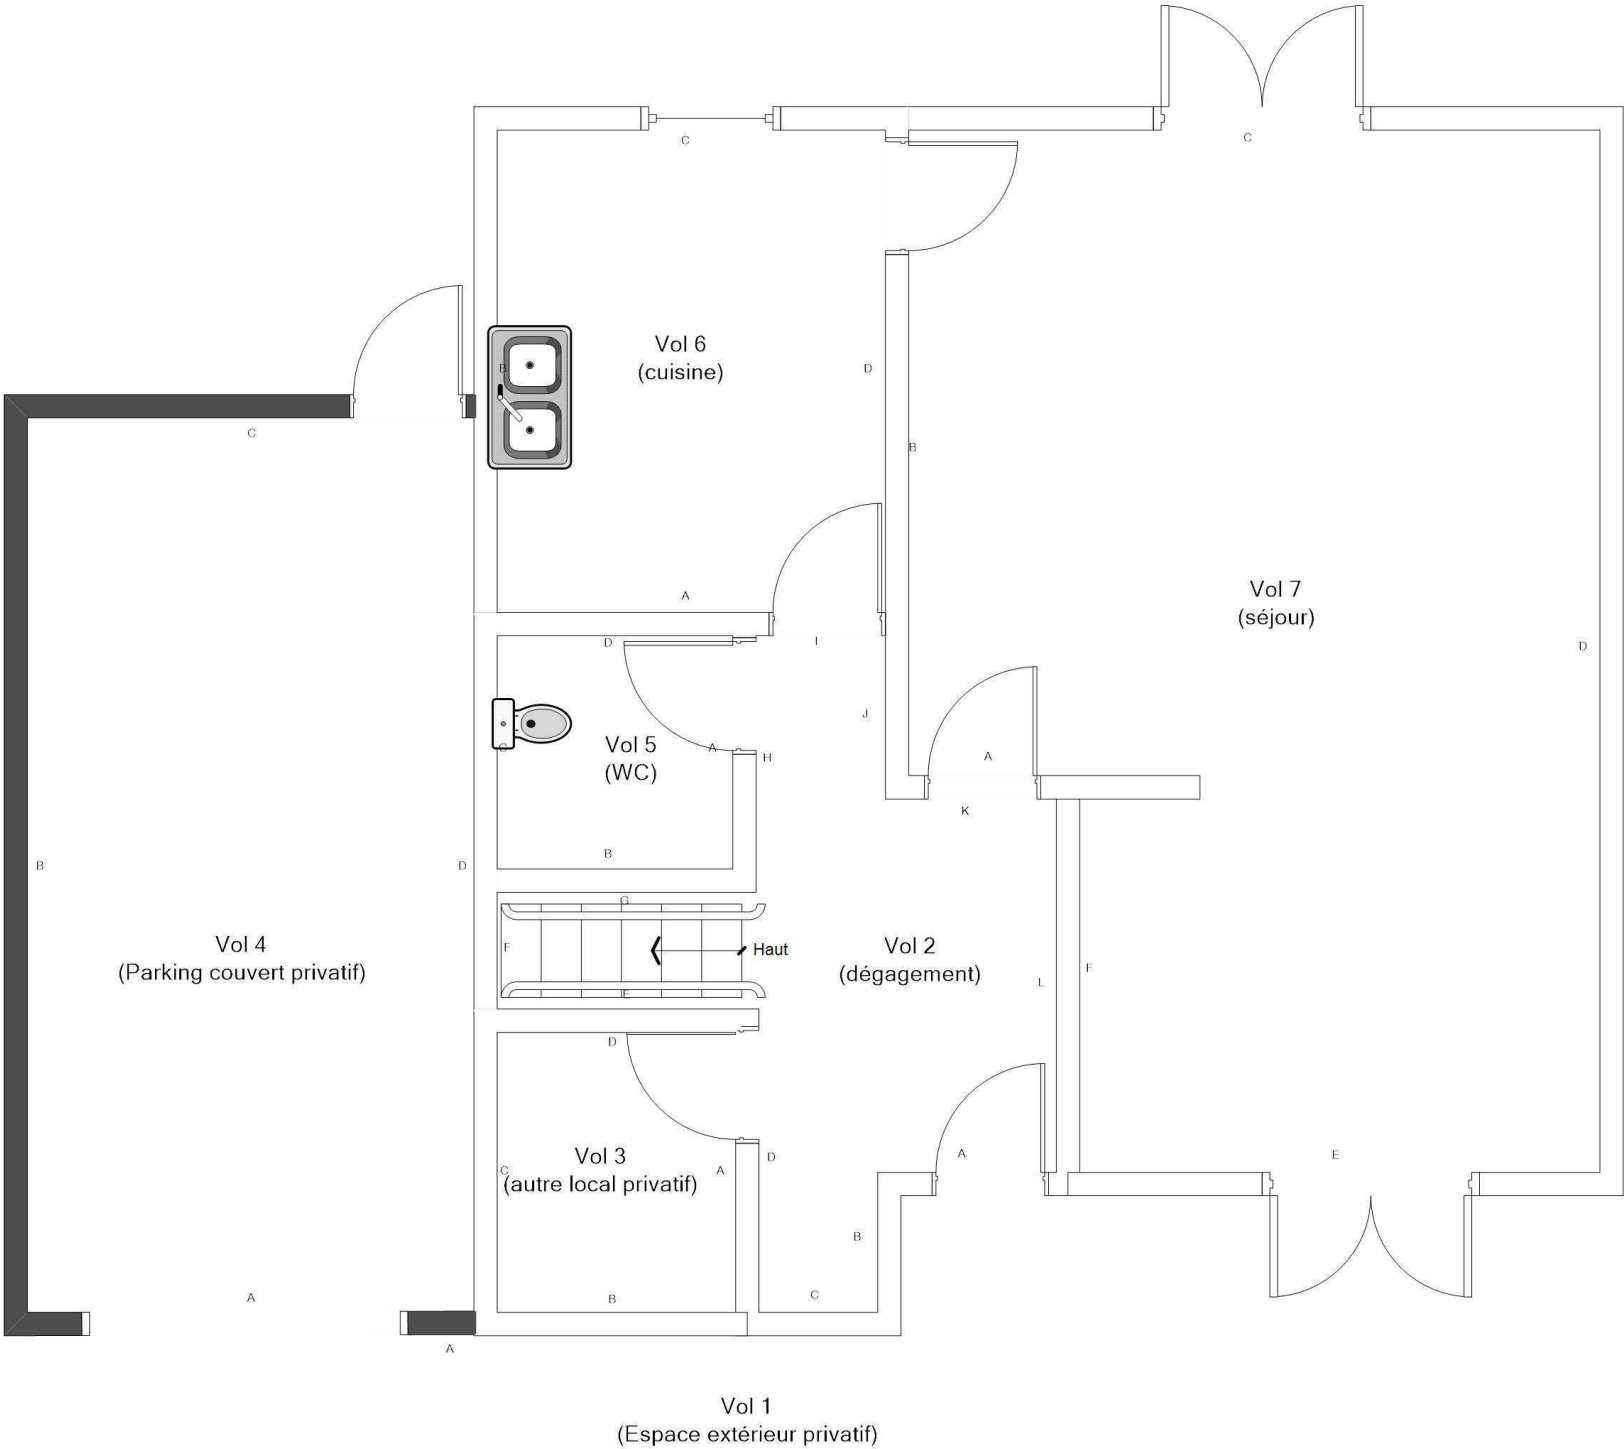 C
C
Vol 6
(cuisine)
B
D
C
B
A
Vol 7
(séjour)
D
I
D
J
Vol 5
(WC)
C
A
H
A
K
B
B
D
G
F
Haut
E
Vol 4
(Parking couvert privatif)
Vol 2
(dégagement)
L
F
D
Vol 3
(autre local privatif)
C
A
D
A
E
B
A
B
C
A
Vol 1
(Espace extérieur privatif)